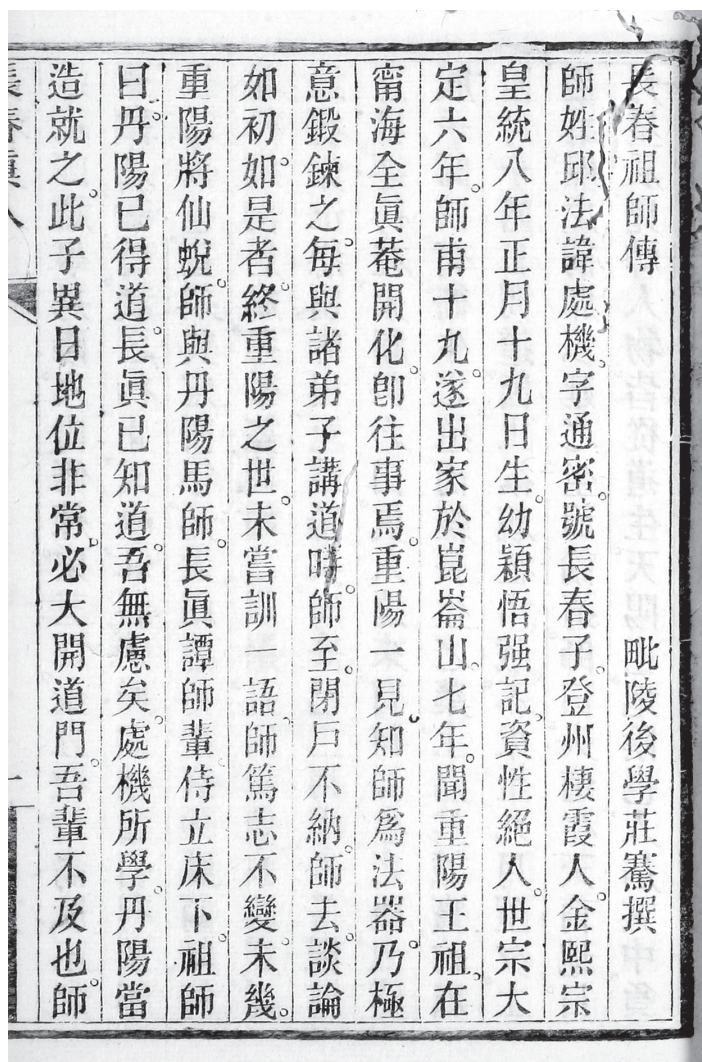 長春祖師傳 毗陵後學莊騫撰
師姓邱法諱處機。字通密。號長春子。登州棲霞人。金熙宗
皇統八年正月十九日生。幼穎悟强記。資性絕人。世宗大
定六年。師甫十九。遂出家於崑崙山。七年。聞重陽王祖。在
甯海全眞菴開化。卽往事焉。重陽一見。知師爲法器。乃極
意鍛鍊之。每與諸弟子講道時。師至。閉戶不納。師去。談論
如初。如是者。終重陽之世。未嘗訓一語。師篤志不變。未幾。
重陽將仙蛻。師與丹陽馬師。長眞譚師輩侍立床下。祖師
曰。丹陽已得道。長眞已知道。吾無慮矣。處機所學。丹陽當
造就之。此子異日地位非常。必大開道門。吾輩不及也。師
長春眞人